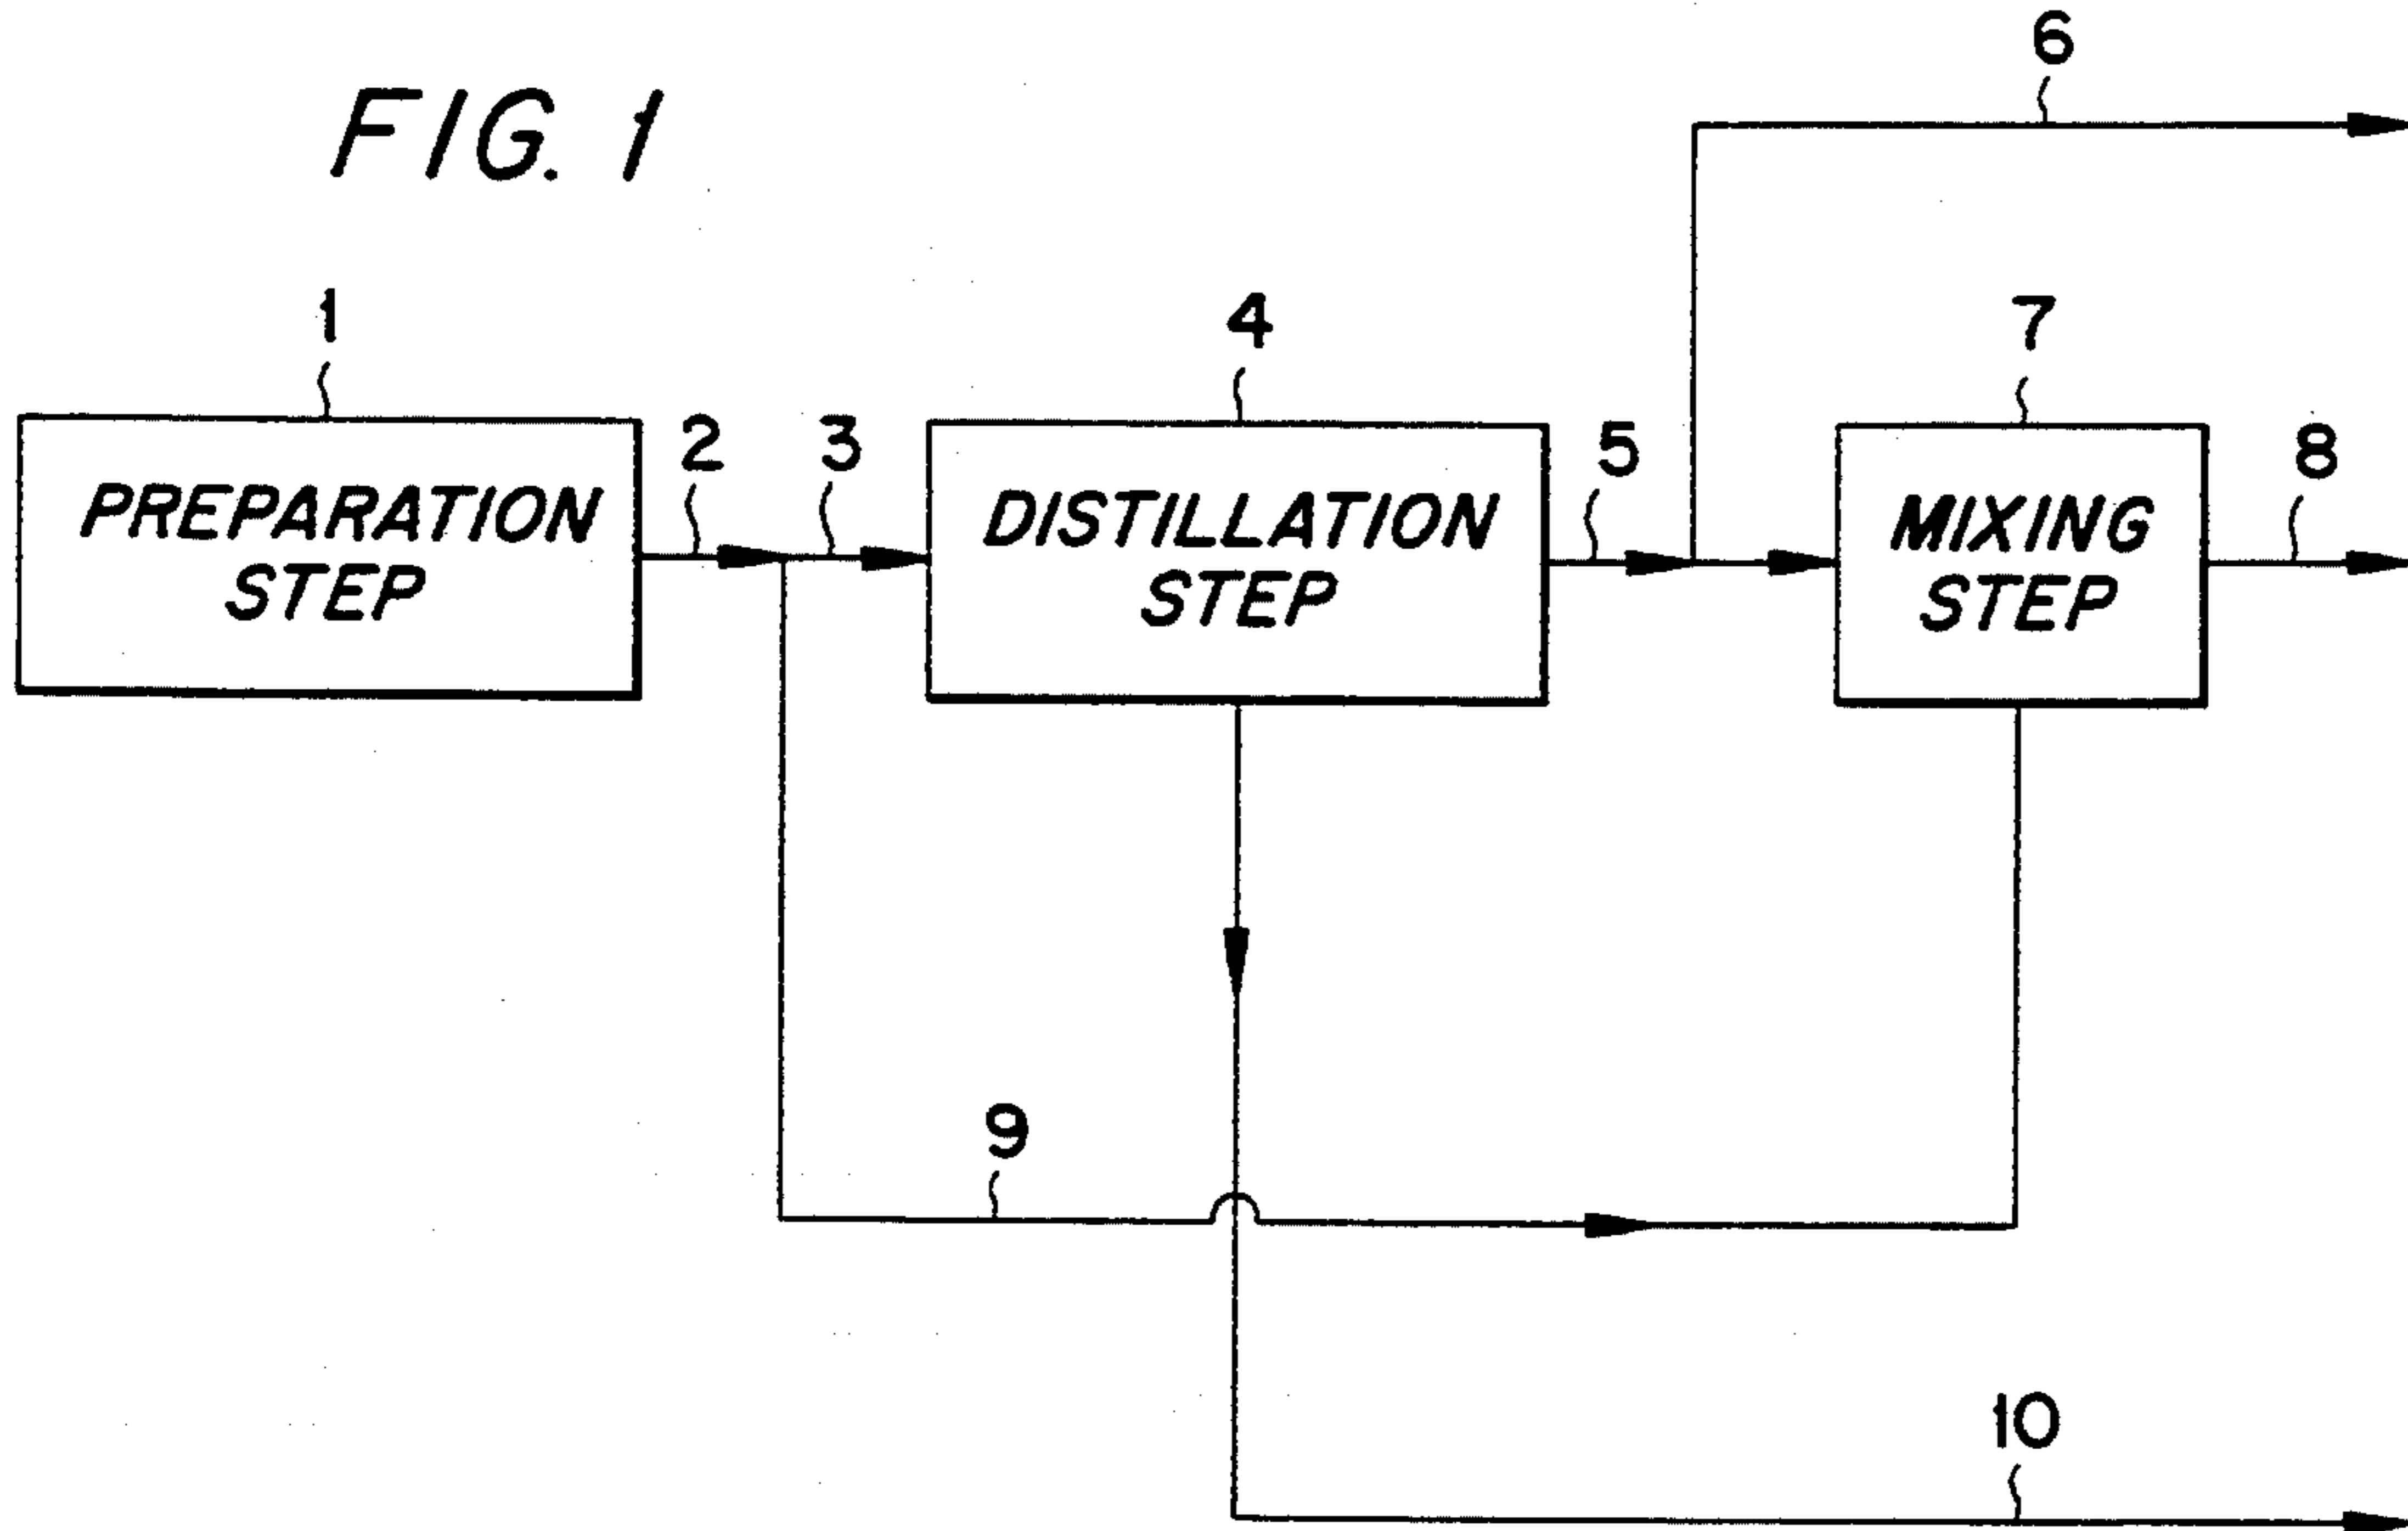 FIG. 1
6
1
4
7
2
3
5
8
PREPARATION
STEP
DISTILLATION
STEP
MIXING
STEP
9
10